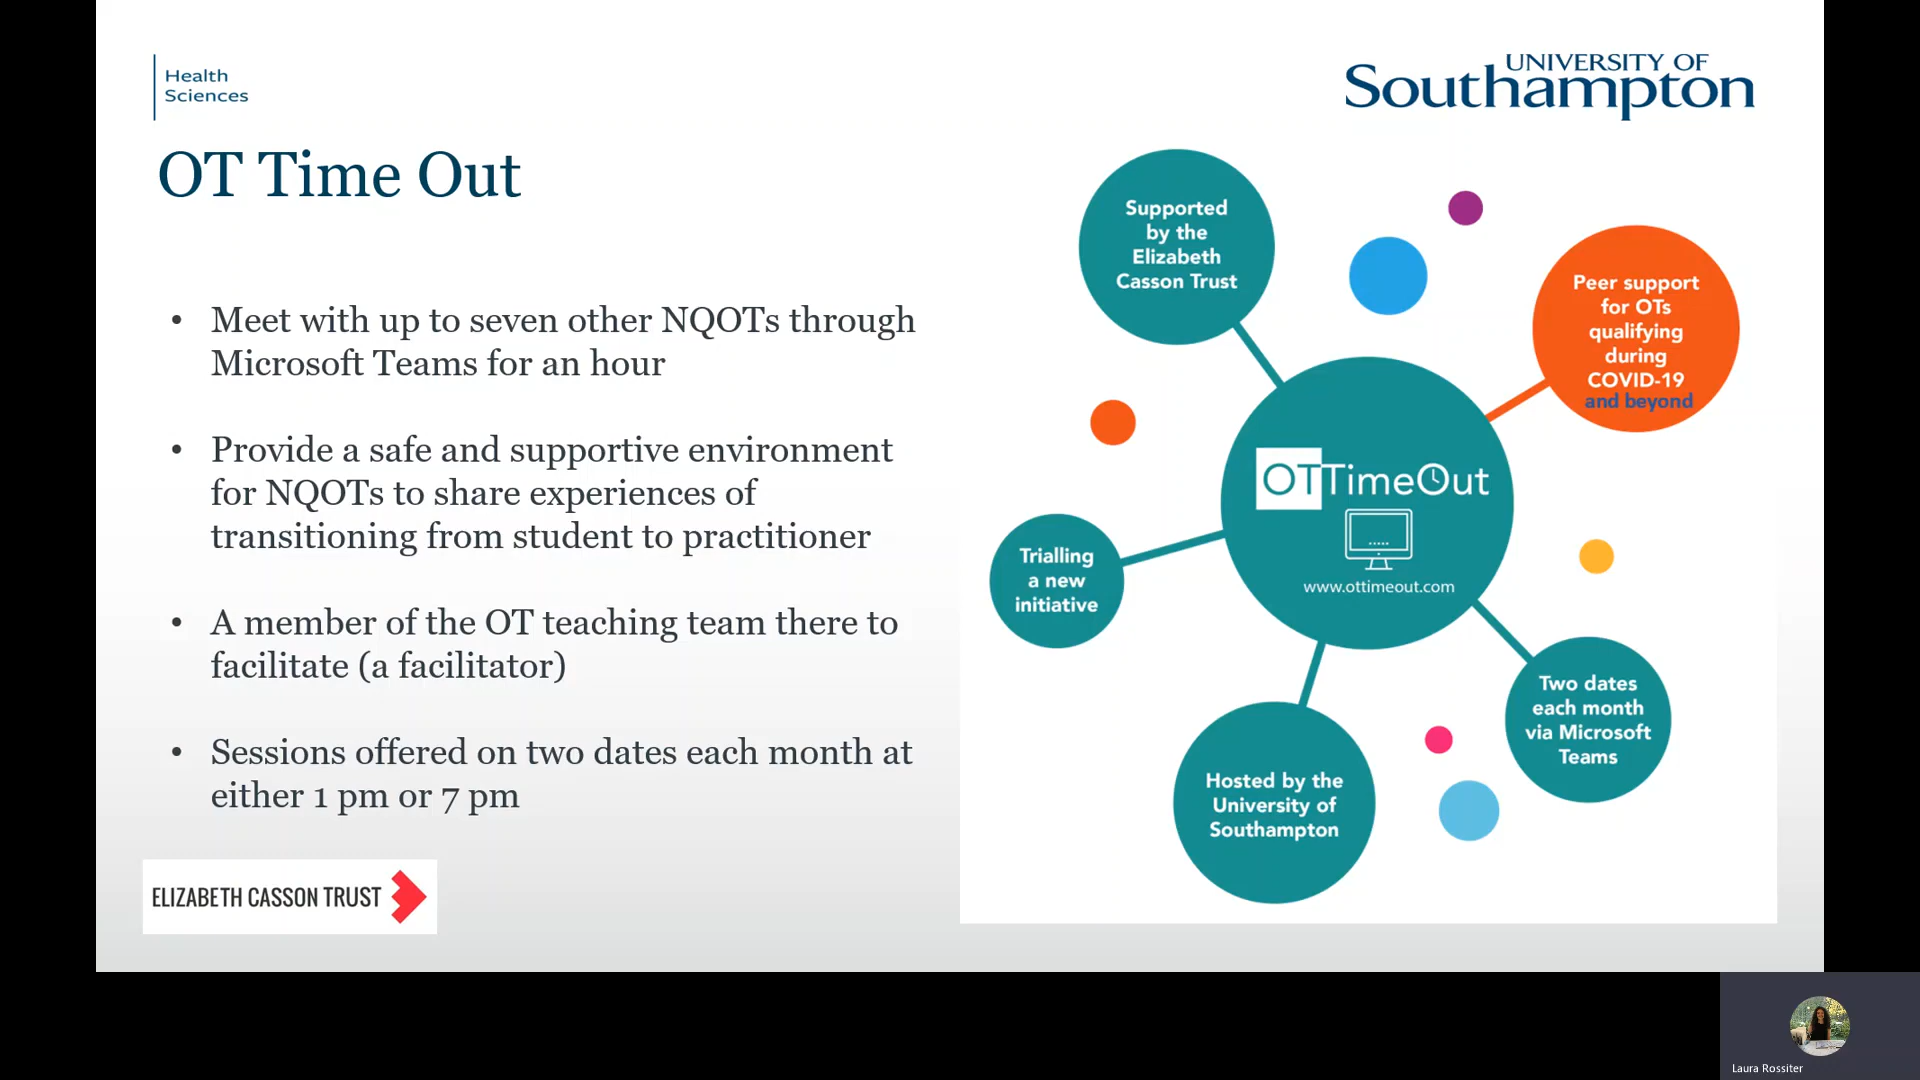 Health
Sciences
UNIVERSITY OF
Southampton
OT Time Out
• Meet with up to seven other NQOTs through
Microsoft Teams for an hour
• Provide a safe and supportive environment
for NQOTs to share experiences of
transitioning from student to practitioner
• A member of the OT teaching team there to
facilitate (a facilitator)
• Sessions offered on two dates each month at
either 1 pm or 7 pm
ELIZABETH CASSON TRUST
Supported
by the
Elizabeth
Casson Trust
Peer support
for OTs
qualifying
during
COVID-19
and beyond
OTTimeOut
www.ottimeout.com
Trialling
a new
initiative
Two dates
each month
via Microsoft
Teams
Hosted by the
University of
Southampton
Laura Rossiter